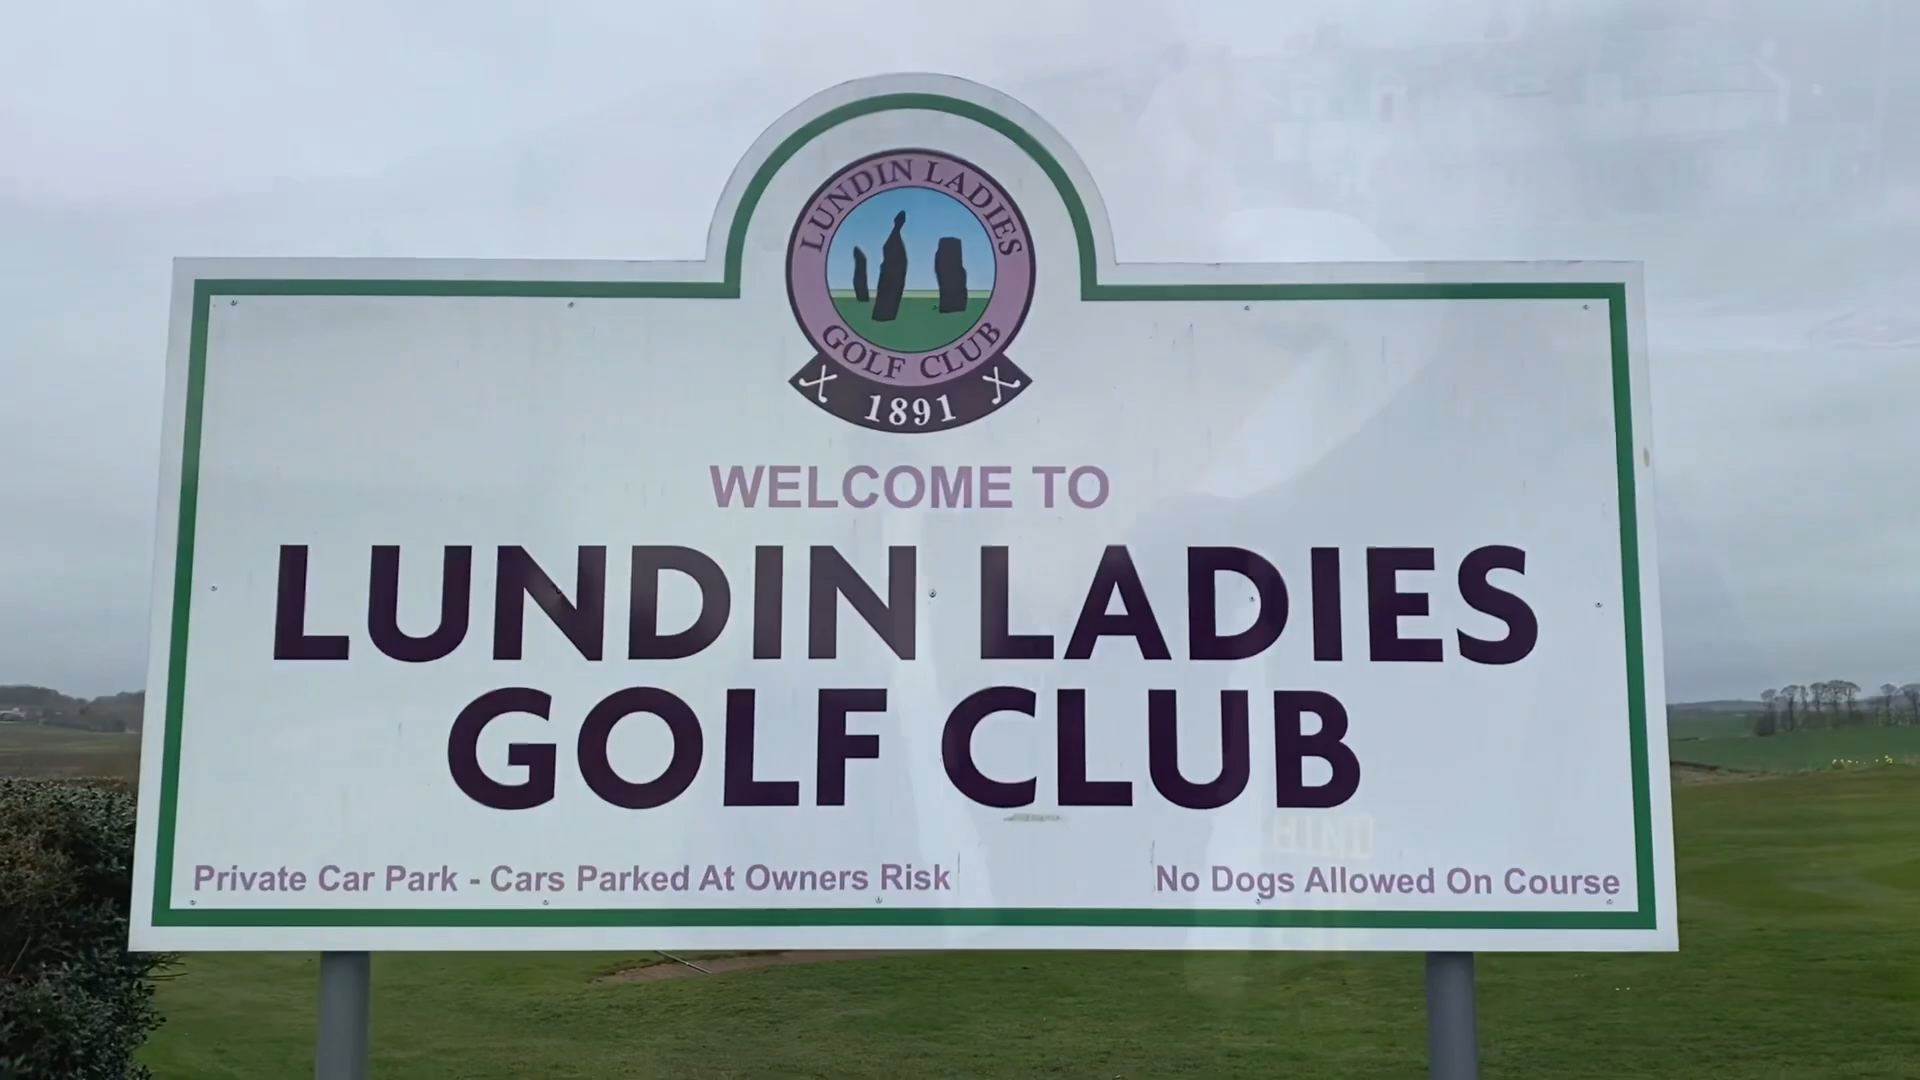 LUNDIN LADIES
GOLF CLUB
1891
WELCOME TO
LUNDIN LADIES
GOLF CLUB
Private Car Park - Cars Parked At Owners Risk
No Dogs Allowed On Course